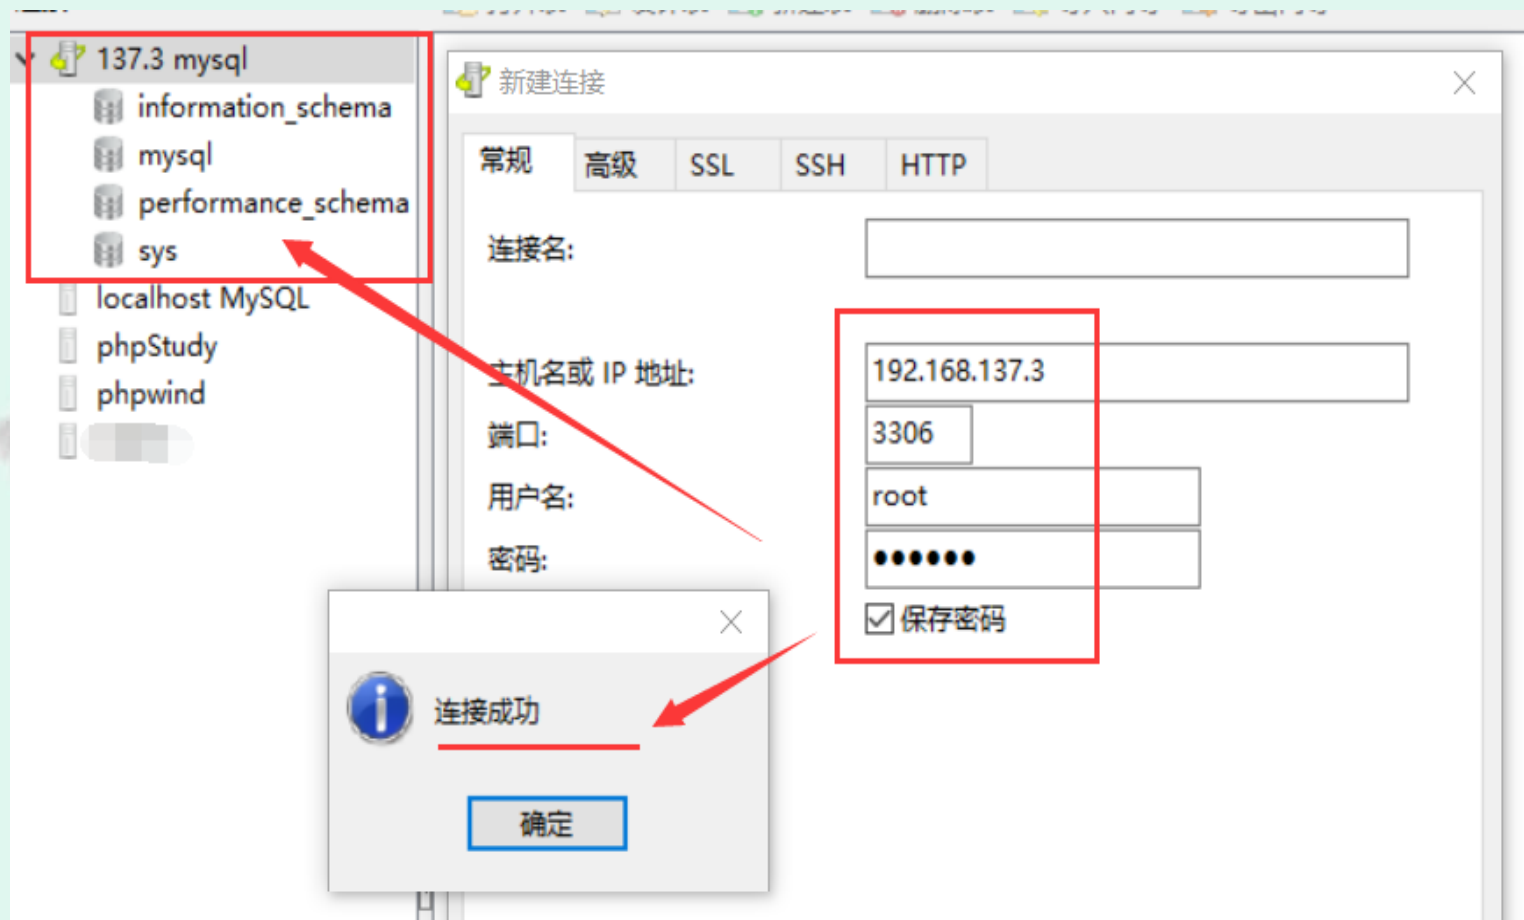 137.3 mysql
information_schema
mysql
performance_schema
sys
localhost MySQL
phpStudy
phpwind
新建连接
常规
高级
SSL
SSH
HTTP
连接名:
主机名或 IP 地址:
192.168.137.3
端口:
3306
用户名:
root
密码:
●●●●●●
保存密码
连接成功
确定